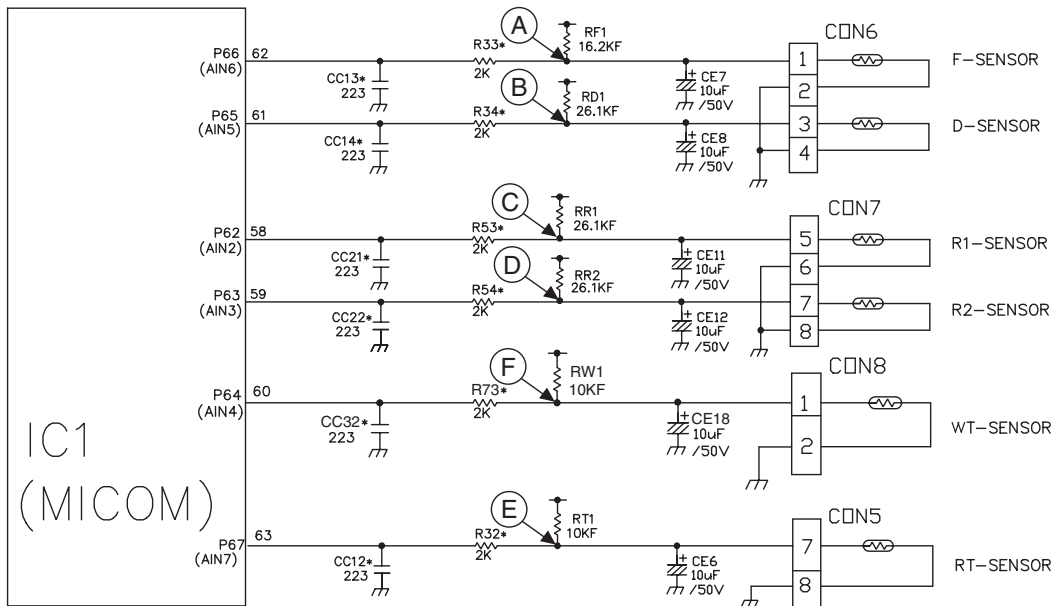 A
RF1
16.2KF
R33*
2K
P66
(AIN6)
62
CC13*
223
CE7
10uF
/50V
+
CON6
1
2
3
4
F-SENSOR
B
RD1
26.1KF
R34*
2K
P65
(AIN5)
61
CC14*
223
CE8
10uF
/50V
+
D-SENSOR
C
RR1
26.1KF
R53*
2K
P62
(AIN2)
58
CC21*
223
CE11
10uF
/50V
+
CON7
5
6
7
8
R1-SENSOR
D
RR2
26.1KF
R54*
2K
P63
(AIN3)
59
CC22*
223
CE12
10uF
/50V
+
R2-SENSOR
F
RW1
10KF
R73*
2K
P64
(AIN4)
60
CC32*
223
CE18
10uF
/50V
+
CON8
1
2
WT-SENSOR
IC1
(MICOM)
E
RT1
10KF
R32*
2K
P67
(AIN7)
63
CC12*
223
CE6
10uF
/50V
+
CON5
7
8
RT-SENSOR